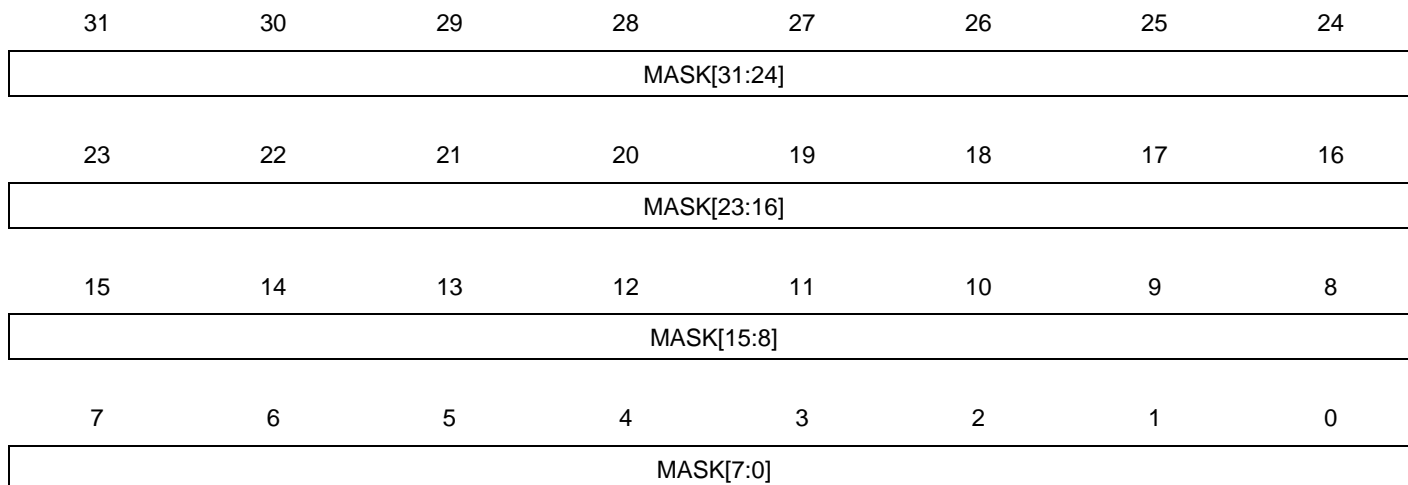 31 30 29 28 27 26 25 24
MASK[31:24]
23 22 21 20 19 18 17 16
MASK[23:16]
15 14 13 12 11 10 9 8
MASK[15:8]
7 6 5 4 3 2 1 0
MASK[7:0]